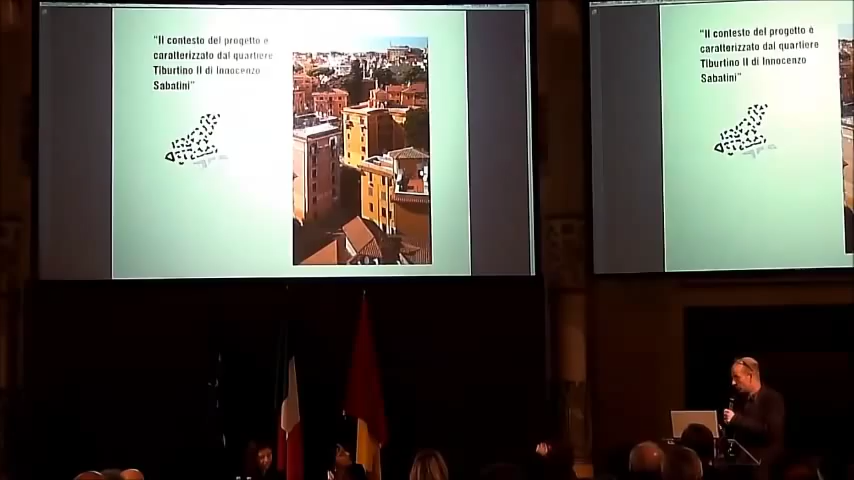 "Il contesto del progetto e
caratterizzato dal quartiere
Tiburtino II di Innocenzo
Sabatini"
"Il contesto del progetto è
caratterizzato dal quartiere
Tiburtino II di Innocenzo
Sabatini"